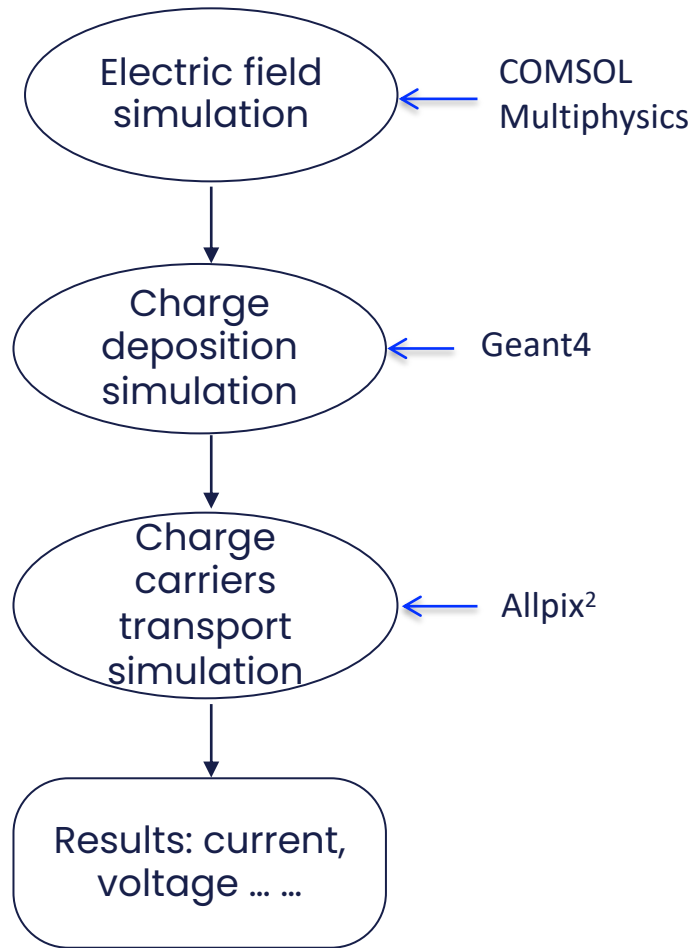 Electric field
simulation
COMSOL
Multiphysics
Charge
deposition
simulation
Geant4
Charge
carriers
transport
simulation
Allpix²
Results: current,
voltage … …